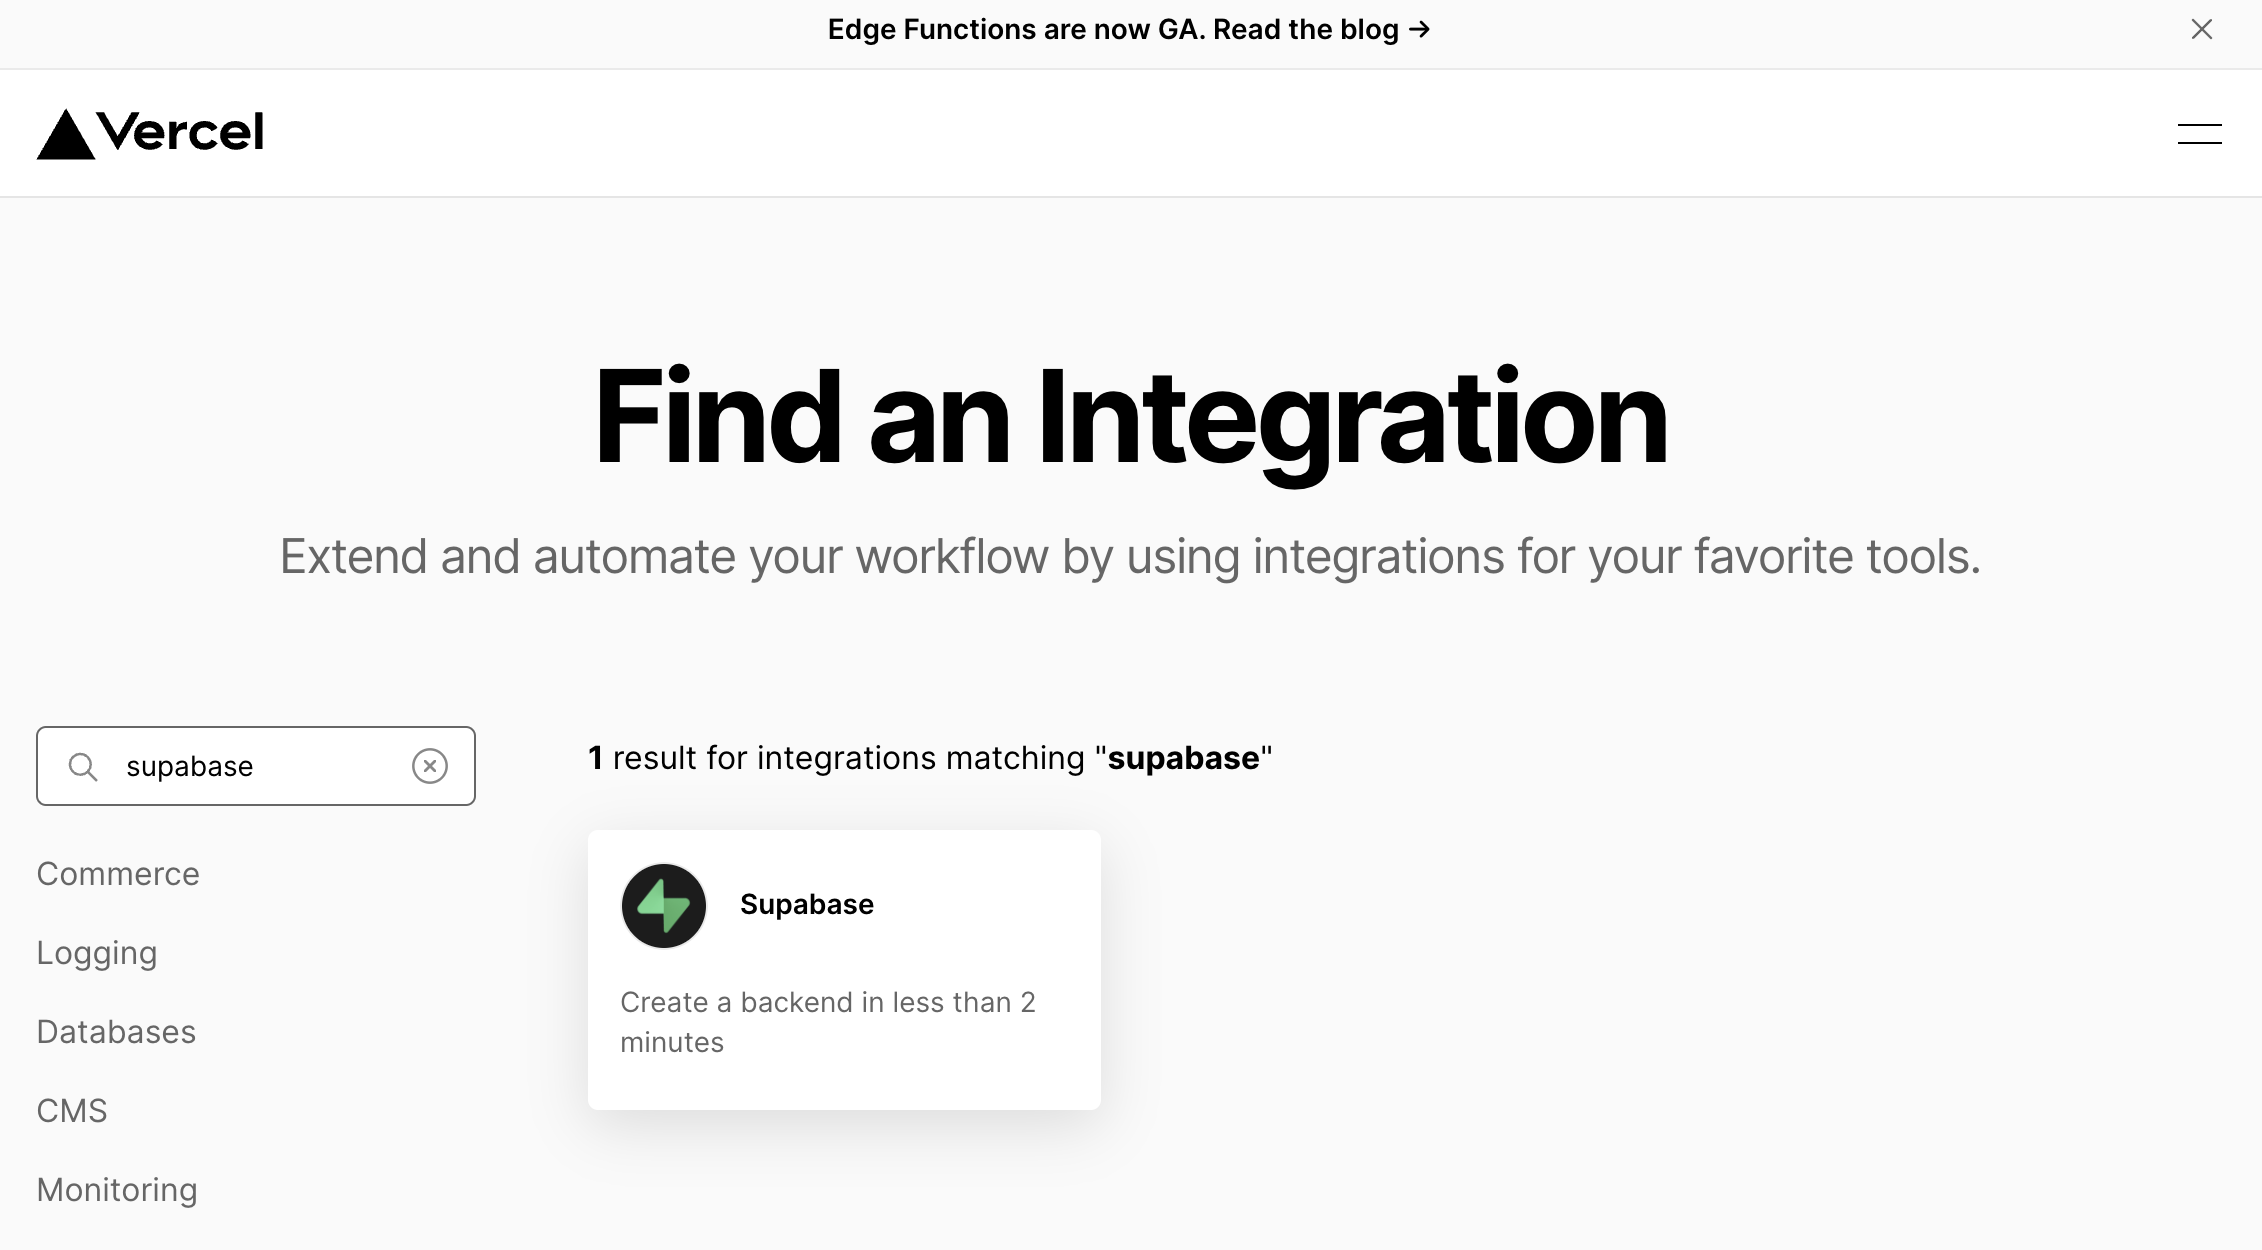 Edge Functions are now GA. Read the blog →
Vercel
Find an Integration
Extend and automate your workflow by using integrations for your favorite tools.
supabase
Commerce
Logging
Databases
CMS
Monitoring
1 result for integrations matching "supabase"
Supabase
Create a backend in less than 2
minutes